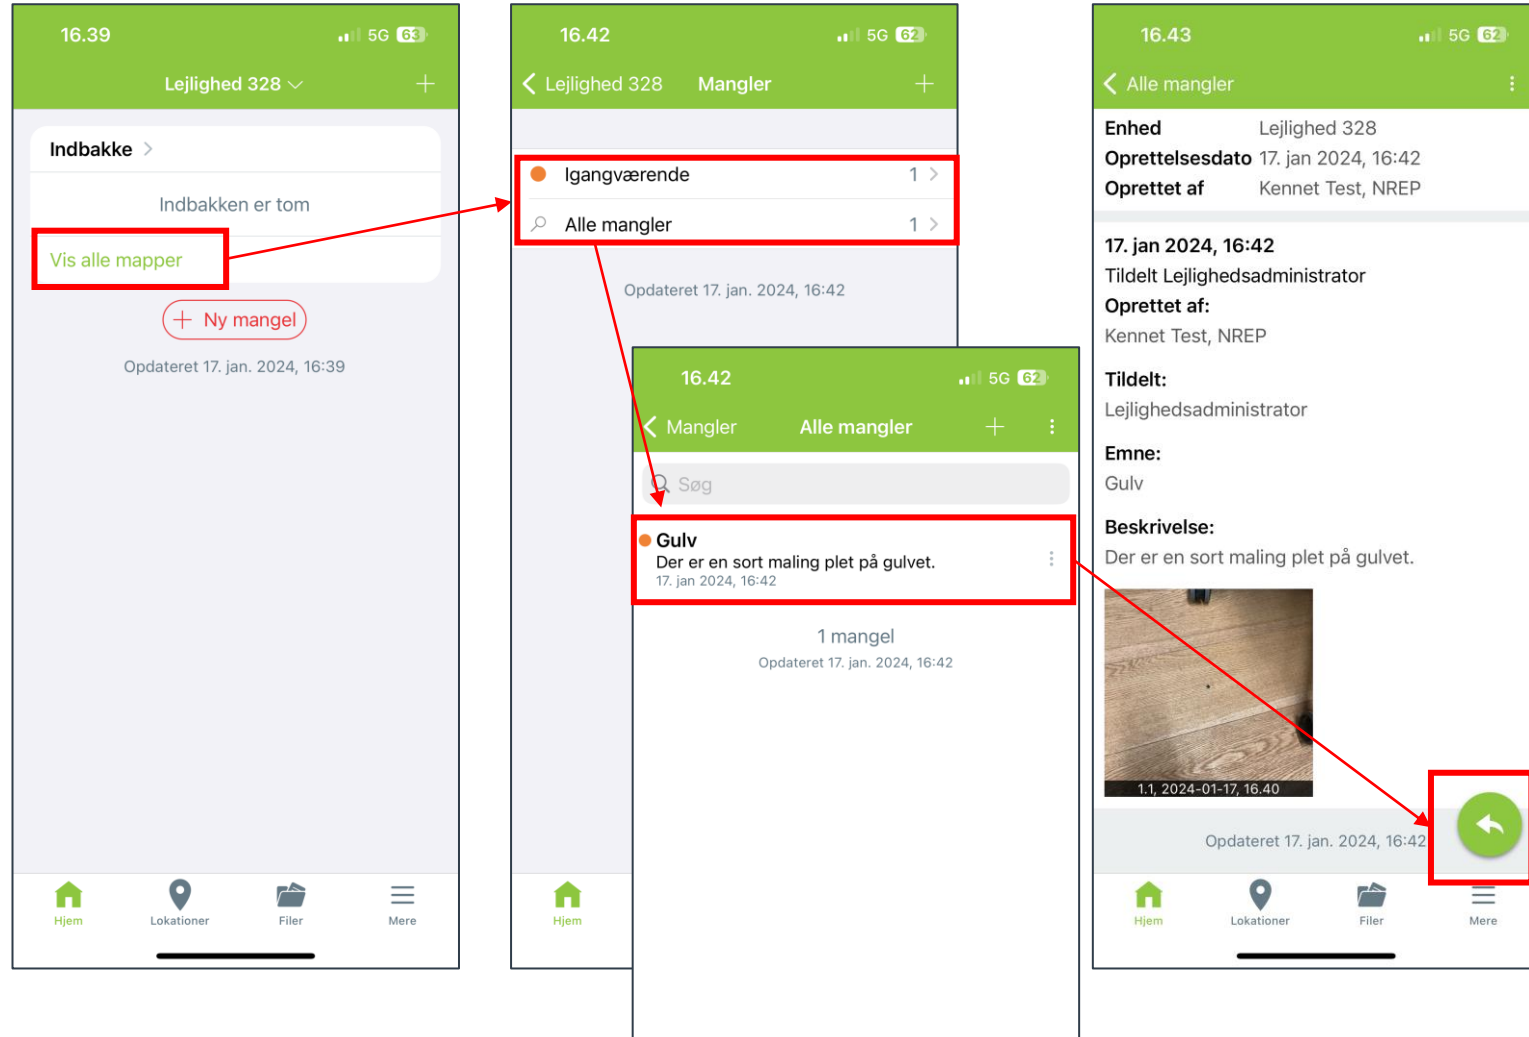 16.39
5G 63
Lejlighed 328
Indbakke
Indbakken er tom
Vis alle mapper
+ Ny mangel
Opdateret 17. jan. 2024, 16:39
Hjem Lokationer Filer Mere
16.42
5G 62
Lejlighed 328 Mangler
Igangværende 1
Alle mangler 1
Opdateret 17. jan. 2024, 16:42
Hjem
16.42
5G 62
Mangler Alle mangler
Søg
Gulv
Der er en sort maling plet på gulvet.
17. jan 2024, 16:42
1 mangel
Opdateret 17. jan. 2024, 16:42
16.43
5G 62
Alle mangler
Enhed Lejlighed 328
Oprettelsesdato 17. jan 2024, 16:42
Oprettet af Kennet Test, NREP
17. jan 2024, 16:42
Tildelt Lejlighedsadministrator
Oprettet af:
Kennet Test, NREP
Tildelt:
Lejlighedsadministrator
Emne:
Gulv
Beskrivelse:
Der er en sort maling plet på gulvet.
1.1, 2024-01-17, 16.40
Opdateret 17. jan. 2024, 16:42
Hjem Lokationer Filer Mere